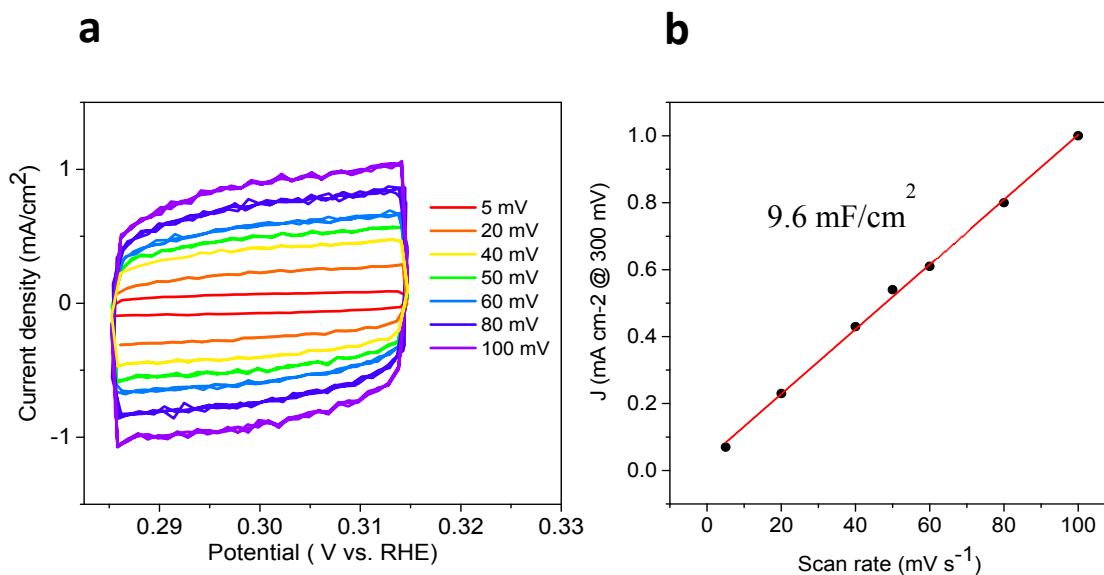 a
b
Current density (mA/cm²)
1
0
-1
0.29
0.30
0.31
0.32
0.33
Potential ( V vs. RHE)
5 mV
20 mV
40 mV
50 mV
60 mV
80 mV
100 mV
J (mA cm-2 @ 300 mV)
1.0
0.8
0.6
0.4
0.2
0.0
9.6 mF/cm²
0
20
40
60
80
100
Scan rate (mV s⁻¹)